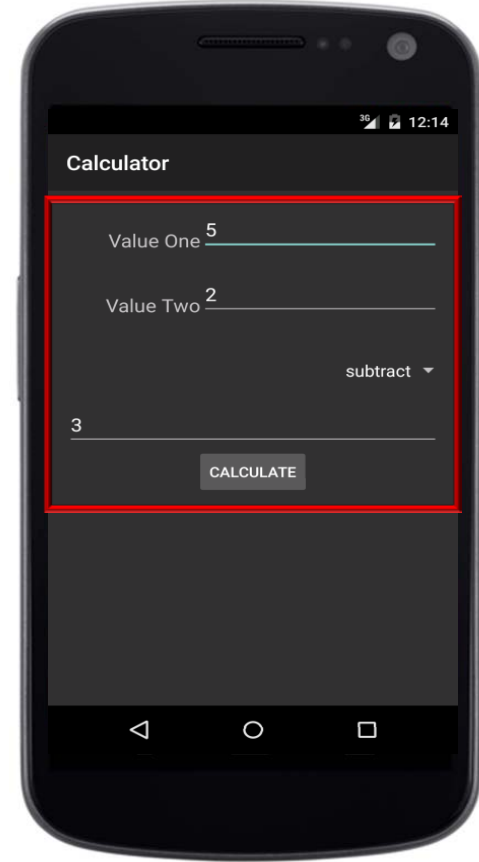 3G 12:14
Calculator
Value One 5
Value Two 2
subtract
3
CALCULATE